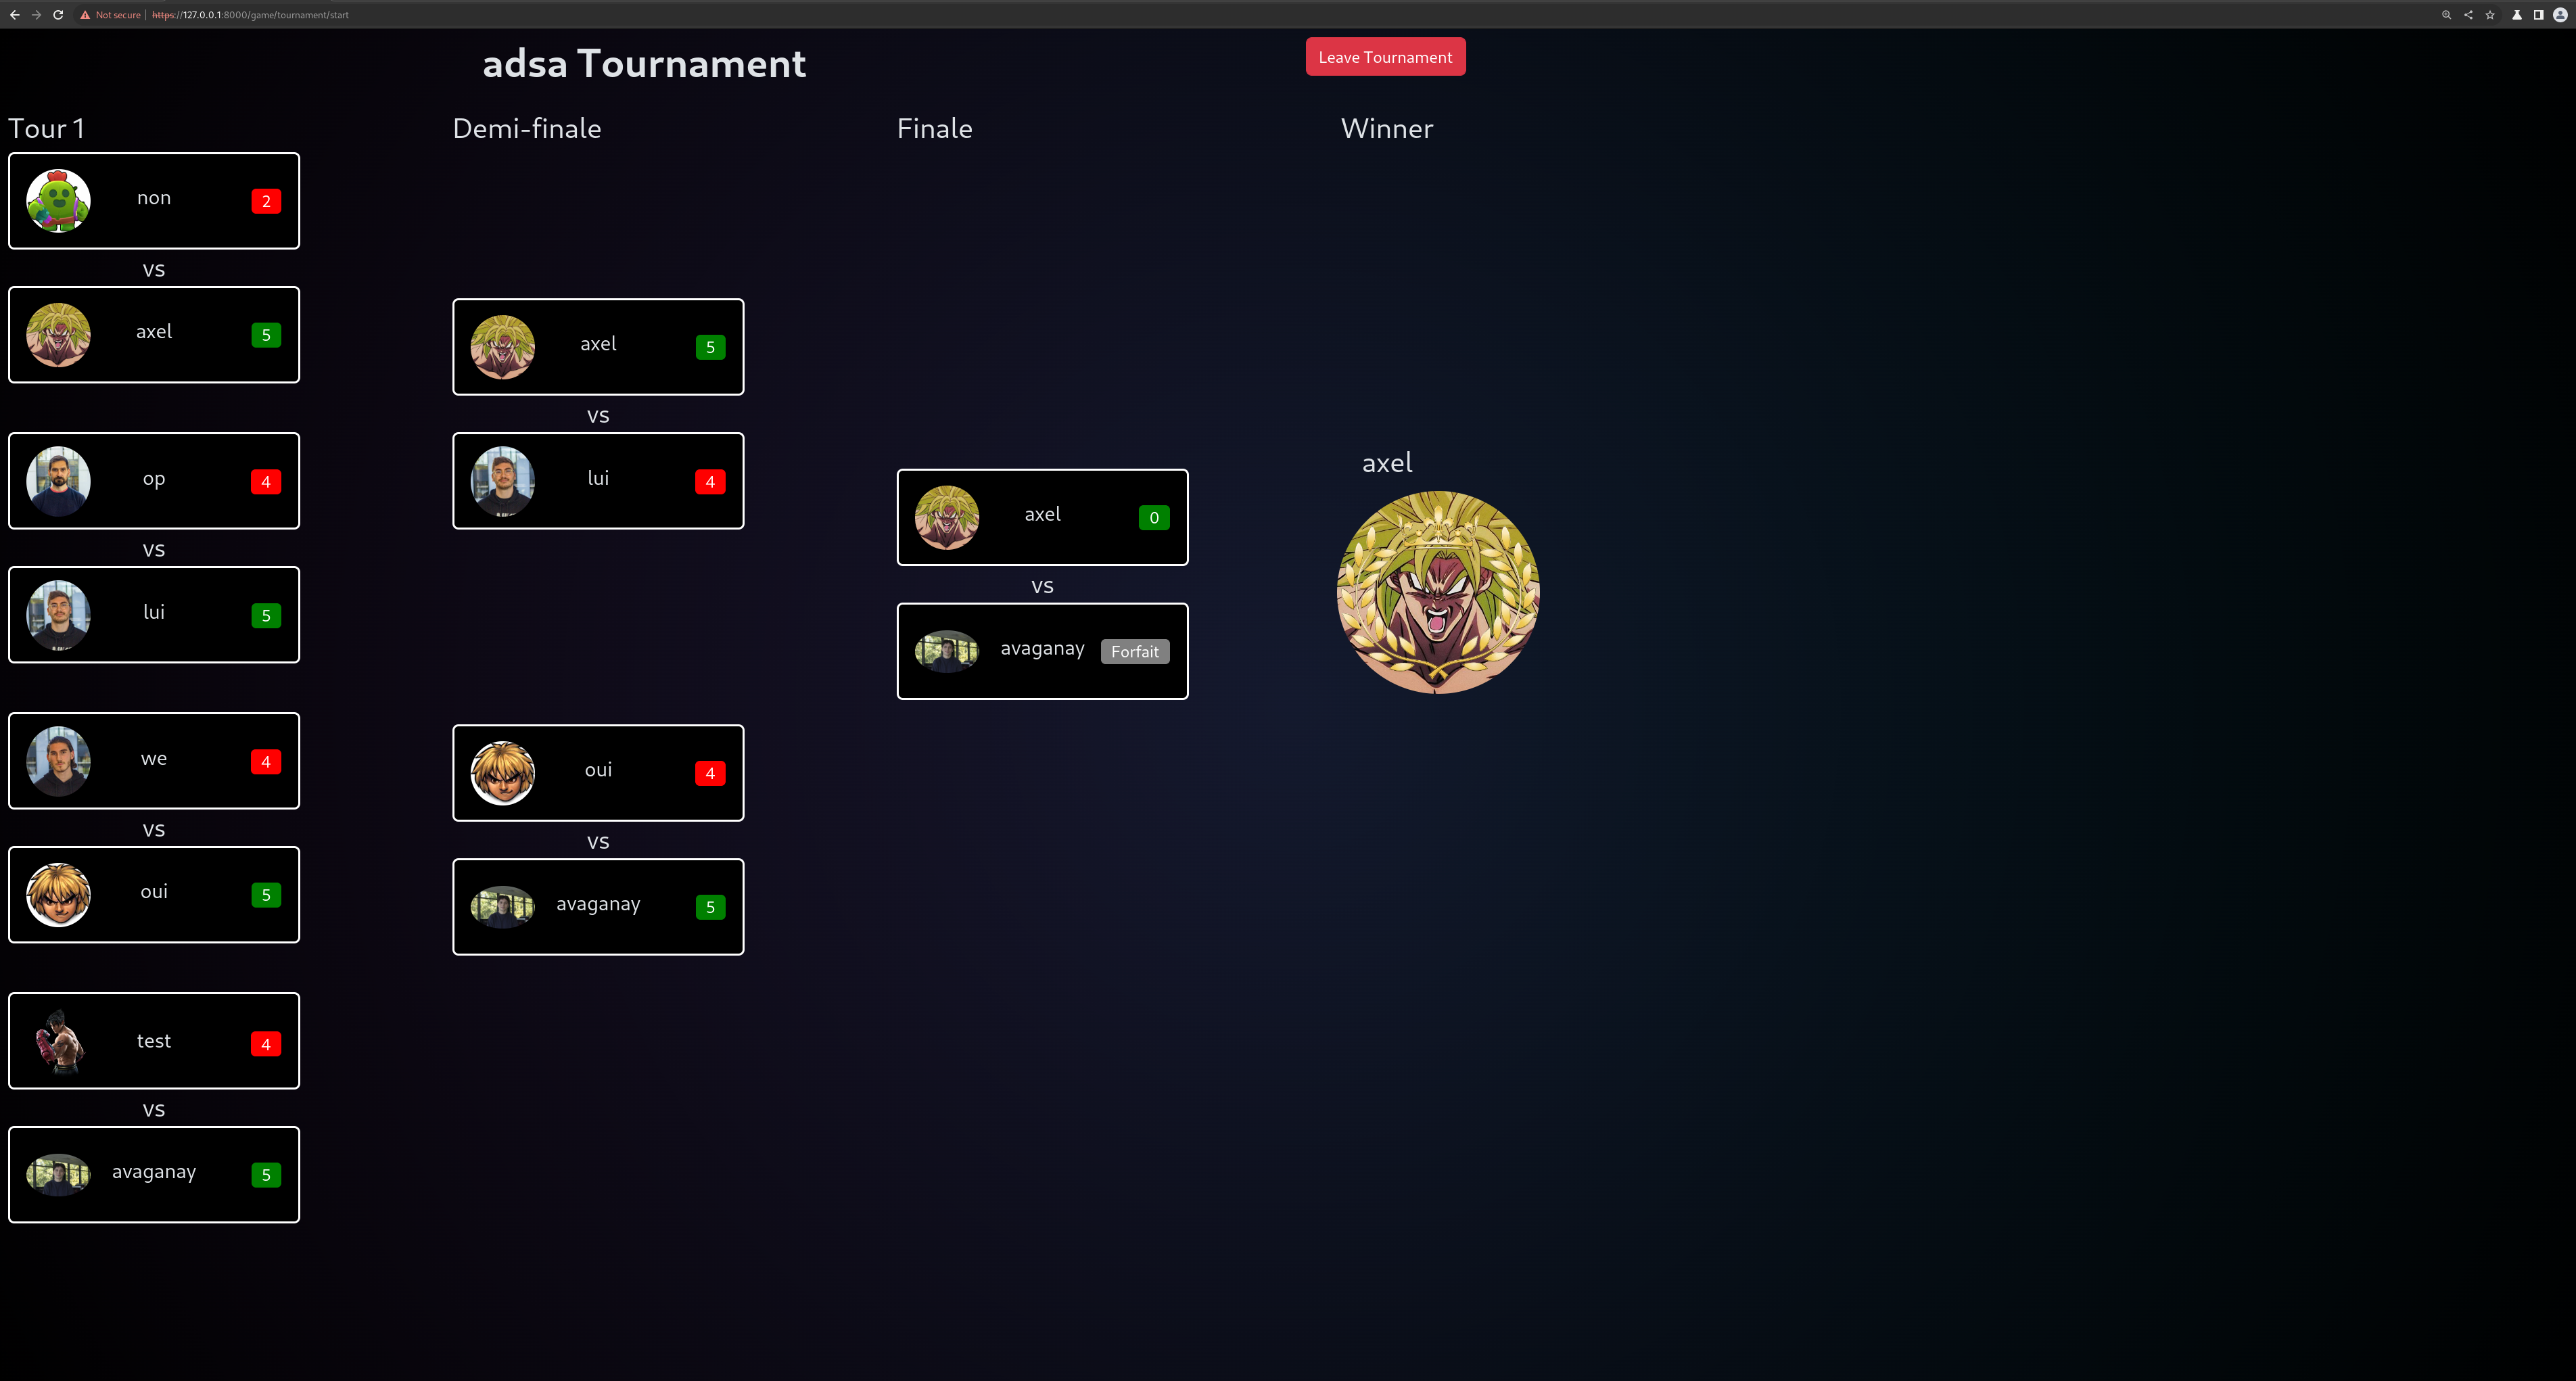 Not secure https://127.0.0.1:8000/game/tournament/start
adsa Tournament
Leave Tournament
Tour 1
Demi-finale
Finale
Winner
non 2
vs
axel 5
op 4
vs
lui 5
we 4
vs
oui 5
test 4
vs
avaganay 5
axel 5
vs
lui 4
oui 4
vs
avaganay 5
axel 0
vs
avaganay Forfait
axel